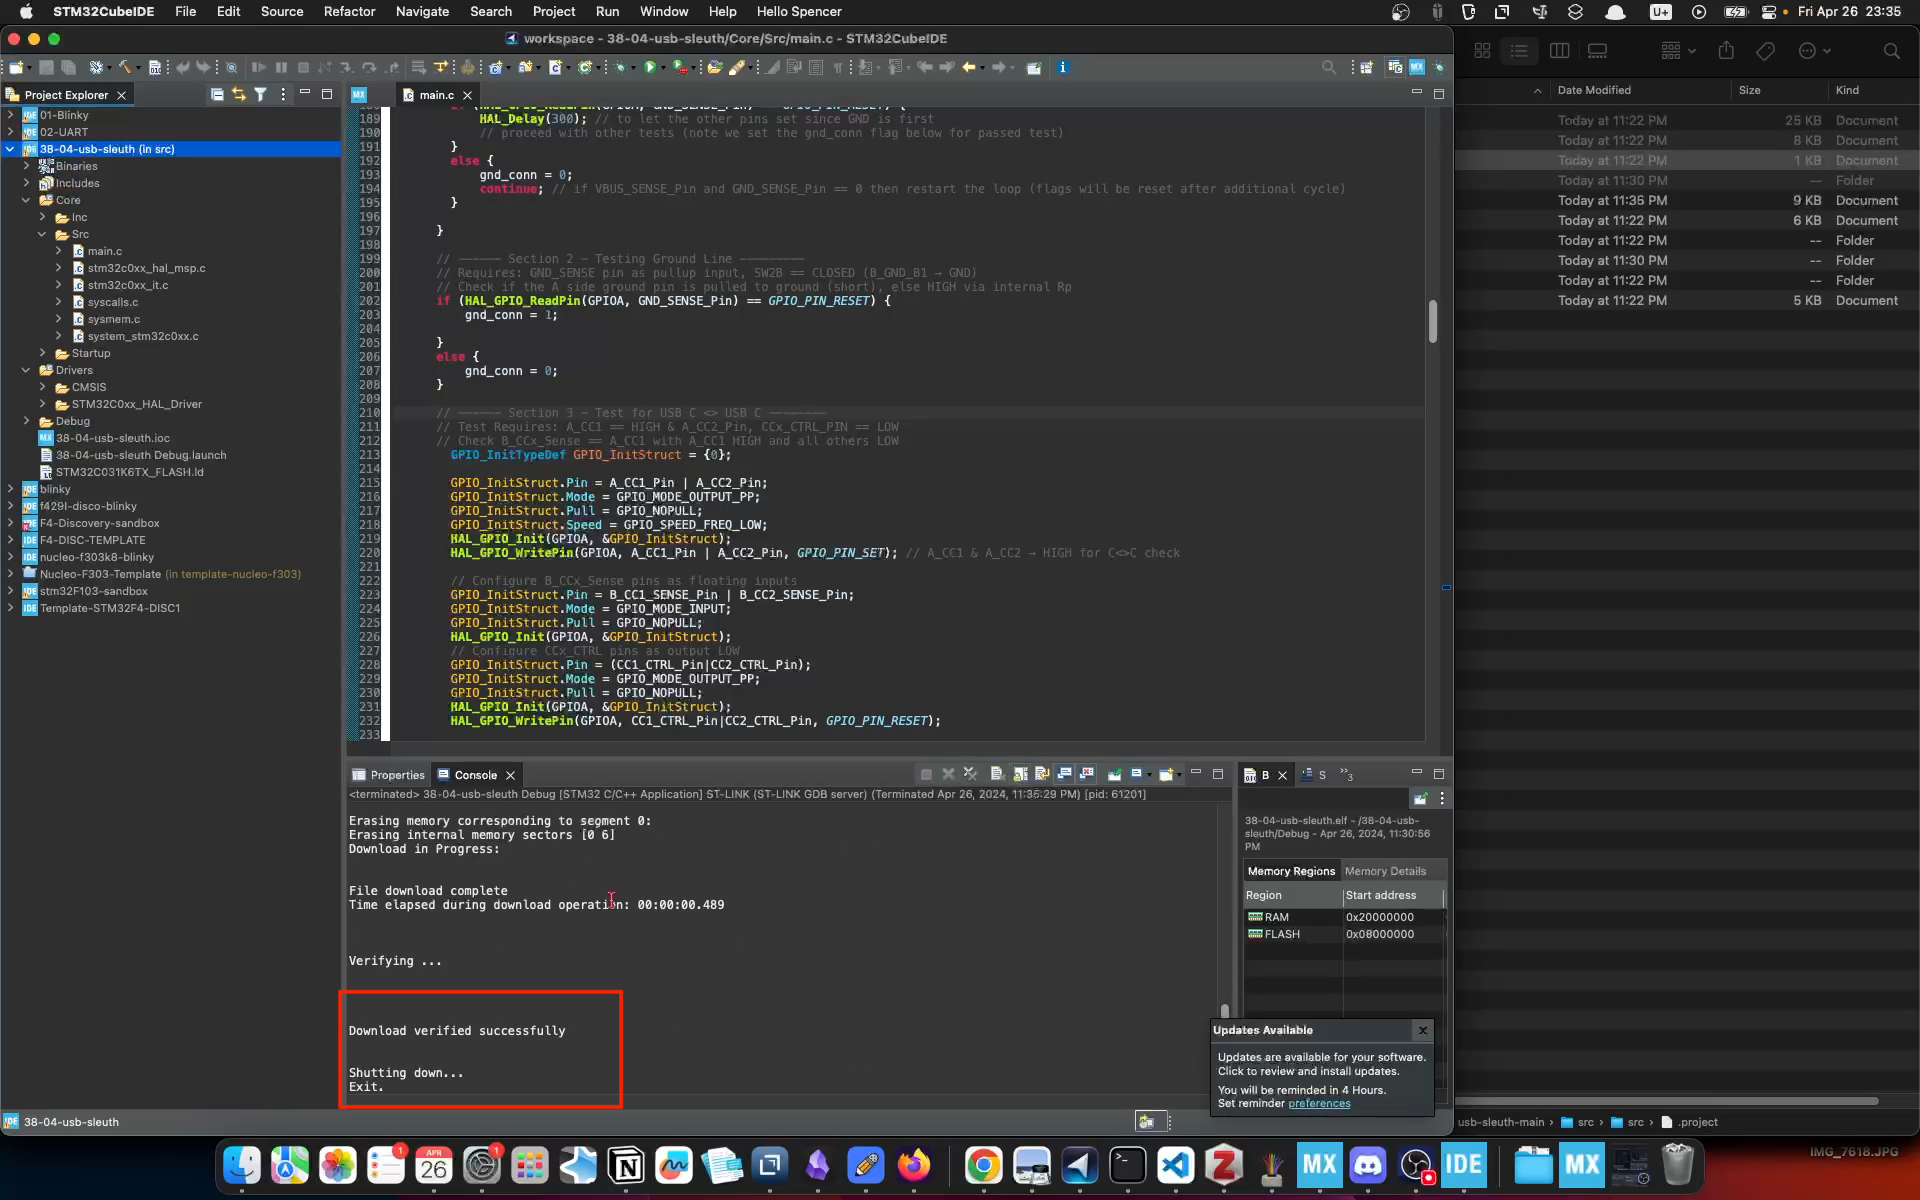 STM32CubeIDE File Edit Source Refactor Navigate Search Project Run Window Help Hello Spencer
U+ Fri Apr 26 23:35
workspace - 38-04-usb-sleuth/Core/Src/main.c - STM32CubeIDE
Project Explorer
main.c
01-Blinky
02-UART
38-04-usb-sleuth (in src)
Binaries
Includes
Core
Inc
Src
main.c
stm32c0xx_hal_msp.c
stm32c0xx_it.c
syscalls.c
sysmem.c
system_stm32c0xx.c
Startup
Drivers
CMSIS
STM32C0xx_HAL_Driver
Debug
38-04-usb-sleuth.ioc
38-04-usb-sleuth Debug.launch
STM32C031K6TX_FLASH.ld
blinky
f429I-disco-blinky
F4-Discovery-sandbox
F4-DISC-TEMPLATE
nucleo-f303k8-blinky
Nucleo-F303-Template (in template-nucleo-f303)
stm32F103-sandbox
Template-STM32F4-DISC1
189 HAL_Delay(300); // to let the other pins set since GND is first
190 // proceed with other tests (note we set the gnd_conn flag below for passed test)
191 }
192 else {
193 gnd_conn = 0;
194 continue; // if VBUS_SENSE_Pin and GND_SENSE_Pin == 0 then restart the loop (flags will be reset after additional cycle)
195 }
196
197 }
198
199 // ------ Section 2 - Testing Ground Line ---------
200 // Requires: GND_SENSE pin as pullup input, SW2B == CLOSED (B_GND_B1 → GND)
201 // Check if the A side ground pin is pulled to ground (short), else HIGH via internal Rp
202 if (HAL_GPIO_ReadPin(GPIOA, GND_SENSE_Pin) == GPIO_PIN_RESET) {
203 gnd_conn = 1;
204
205 }
206 else {
207 gnd_conn = 0;
208 }
209
210 // ------ Section 3 - Test for USB C <> USB C --------
211 // Test Requires: A_CC1 == HIGH & A_CC2_Pin, CCx_CTRL_PIN == LOW
212 // Check B_CCx_Sense == A_CC1 with A_CC1 HIGH and all others LOW
213 GPIO_InitTypeDef GPIO_InitStruct = {0};
214
215 GPIO_InitStruct.Pin = A_CC1_Pin | A_CC2_Pin;
216 GPIO_InitStruct.Mode = GPIO_MODE_OUTPUT_PP;
217 GPIO_InitStruct.Pull = GPIO_NOPULL;
218 GPIO_InitStruct.Speed = GPIO_SPEED_FREQ_LOW;
219 HAL_GPIO_Init(GPIOA, &GPIO_InitStruct);
220 HAL_GPIO_WritePin(GPIOA, A_CC1_Pin | A_CC2_Pin, GPIO_PIN_SET); // A_CC1 & A_CC2 → HIGH for C<>C check
221
222 // Configure B_CCx_Sense pins as floating inputs
223 GPIO_InitStruct.Pin = B_CC1_SENSE_Pin | B_CC2_SENSE_Pin;
224 GPIO_InitStruct.Mode = GPIO_MODE_INPUT;
225 GPIO_InitStruct.Pull = GPIO_NOPULL;
226 HAL_GPIO_Init(GPIOA, &GPIO_InitStruct);
227 // Configure CCx_CTRL pins as output LOW
228 GPIO_InitStruct.Pin = (CC1_CTRL_Pin|CC2_CTRL_Pin);
229 GPIO_InitStruct.Mode = GPIO_MODE_OUTPUT_PP;
230 GPIO_InitStruct.Pull = GPIO_NOPULL;
231 HAL_GPIO_Init(GPIOA, &GPIO_InitStruct);
232 HAL_GPIO_WritePin(GPIOA, CC1_CTRL_Pin|CC2_CTRL_Pin, GPIO_PIN_RESET);
233
Date Modified Size Kind
Today at 11:22 PM 25 KB Document
Today at 11:22 PM 8 KB Document
Today at 11:22 PM 1 KB Document
Today at 11:30 PM -- Folder
Today at 11:35 PM 9 KB Document
Today at 11:22 PM 6 KB Document
Today at 11:22 PM -- Folder
Today at 11:30 PM -- Folder
Today at 11:22 PM -- Folder
Today at 11:22 PM 5 KB Document
Properties Console
<terminated> 38-04-usb-sleuth Debug [STM32 C/C++ Application] ST-LINK (ST-LINK GDB server) (Terminated Apr 26, 2024, 11:35:29 PM) [pid: 61201]
Erasing memory corresponding to segment 0:
Erasing internal memory sectors [0 6]
Download in Progress:
File download complete
Time elapsed during download operation: 00:00:00.489
Verifying ...
Download verified successfully
Shutting down...
Exit.
B S »3
38-04-usb-sleuth.elf - /38-04-usb-
sleuth/Debug - Apr 26, 2024, 11:30:56
PM
Memory Regions Memory Details
Region Start address
RAM 0x20000000
FLASH 0x08000000
Updates Available
Updates are available for your software.
Click to review and install updates.
You will be reminded in 4 Hours.
Set reminder preferences
38-04-usb-sleuth
usb-sleuth-main › src › src › .project
IMG_7618.JPG
1
APR
26
1
MX
IDE
MX